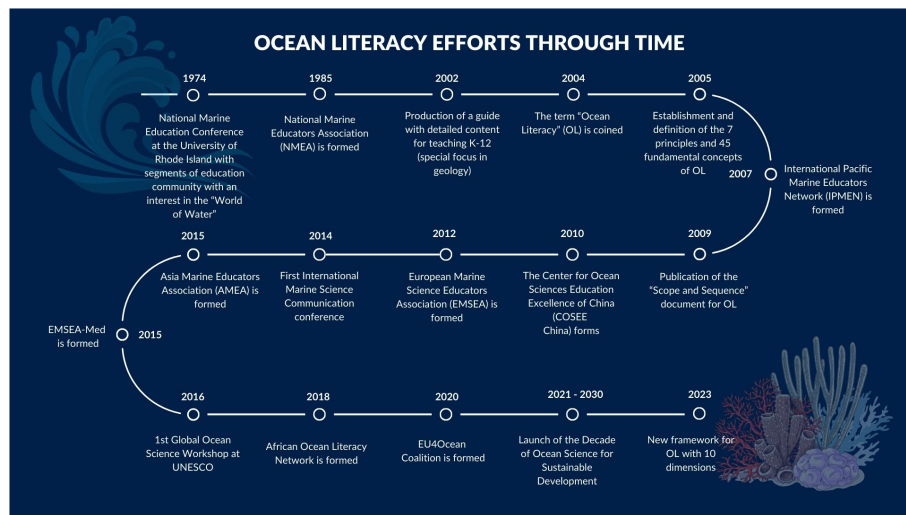 OCEAN LITERACY EFFORTS THROUGH TIME
1974
National Marine
Education Conference
at the University of
Rhode Island with
segments of education
community with an
interest in the "World
of Water"
1985
National Marine
Educators Association
(NMEA) is formed
2002
Production of a guide
with detailed content
for teaching K-12
(special focus in
geology)
2004
The term “Ocean
Literacy” (OL) is coined
2005
Establishment and
definition of the 7
principles and 45
fundamental concepts
of OL
2007
International Pacific
Marine Educators
Network (IPMEN) is
formed
2009
Publication of the
“Scope and Sequence”
document for OL
2010
The Center for Ocean
Sciences Education
Excellence of China
(COSEE
China) forms
2012
European Marine
Science Educators
Association (EMSEA) is
formed
2014
First International
Marine Science
Communication
conference
2015
Asia Marine Educators
Association (AMEA) is
formed
2015
EMSEA-Med
is formed
2016
1st Global Ocean
Science Workshop at
UNESCO
2018
African Ocean Literacy
Network is formed
2020
EU4Ocean
Coalition is formed
2021 - 2030
Launch of the Decade
of Ocean Science for
Sustainable
Development
2023
New framework for
OL with 10
dimensions